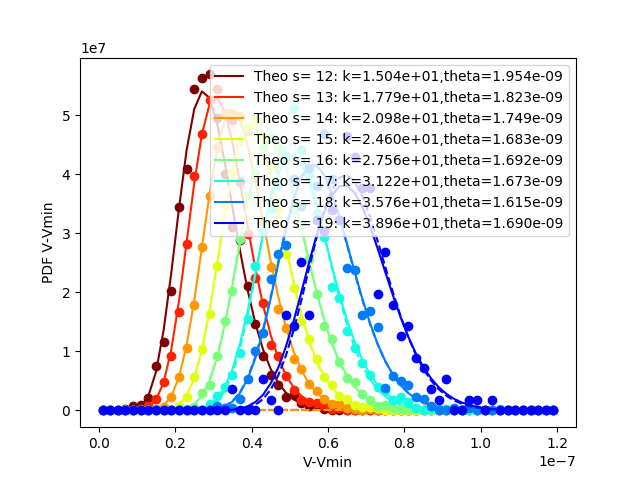 1e7
Theo s= 12: k=1.504e+01,theta=1.954e-09
Theo s= 13: k=1.779e+01,theta=1.823e-09
Theo s= 14: k=2.098e+01,theta=1.749e-09
Theo s= 15: k=2.460e+01,theta=1.683e-09
Theo s= 16: k=2.756e+01,theta=1.692e-09
Theo s= 17: k=3.122e+01,theta=1.673e-09
Theo s= 18: k=3.576e+01,theta=1.615e-09
Theo s= 19: k=3.896e+01,theta=1.690e-09
5
4
3
2
1
0
PDF V-Vmin
0.0 0.2 0.4 0.6 0.8 1.0 1.2
V-Vmin
1e−7